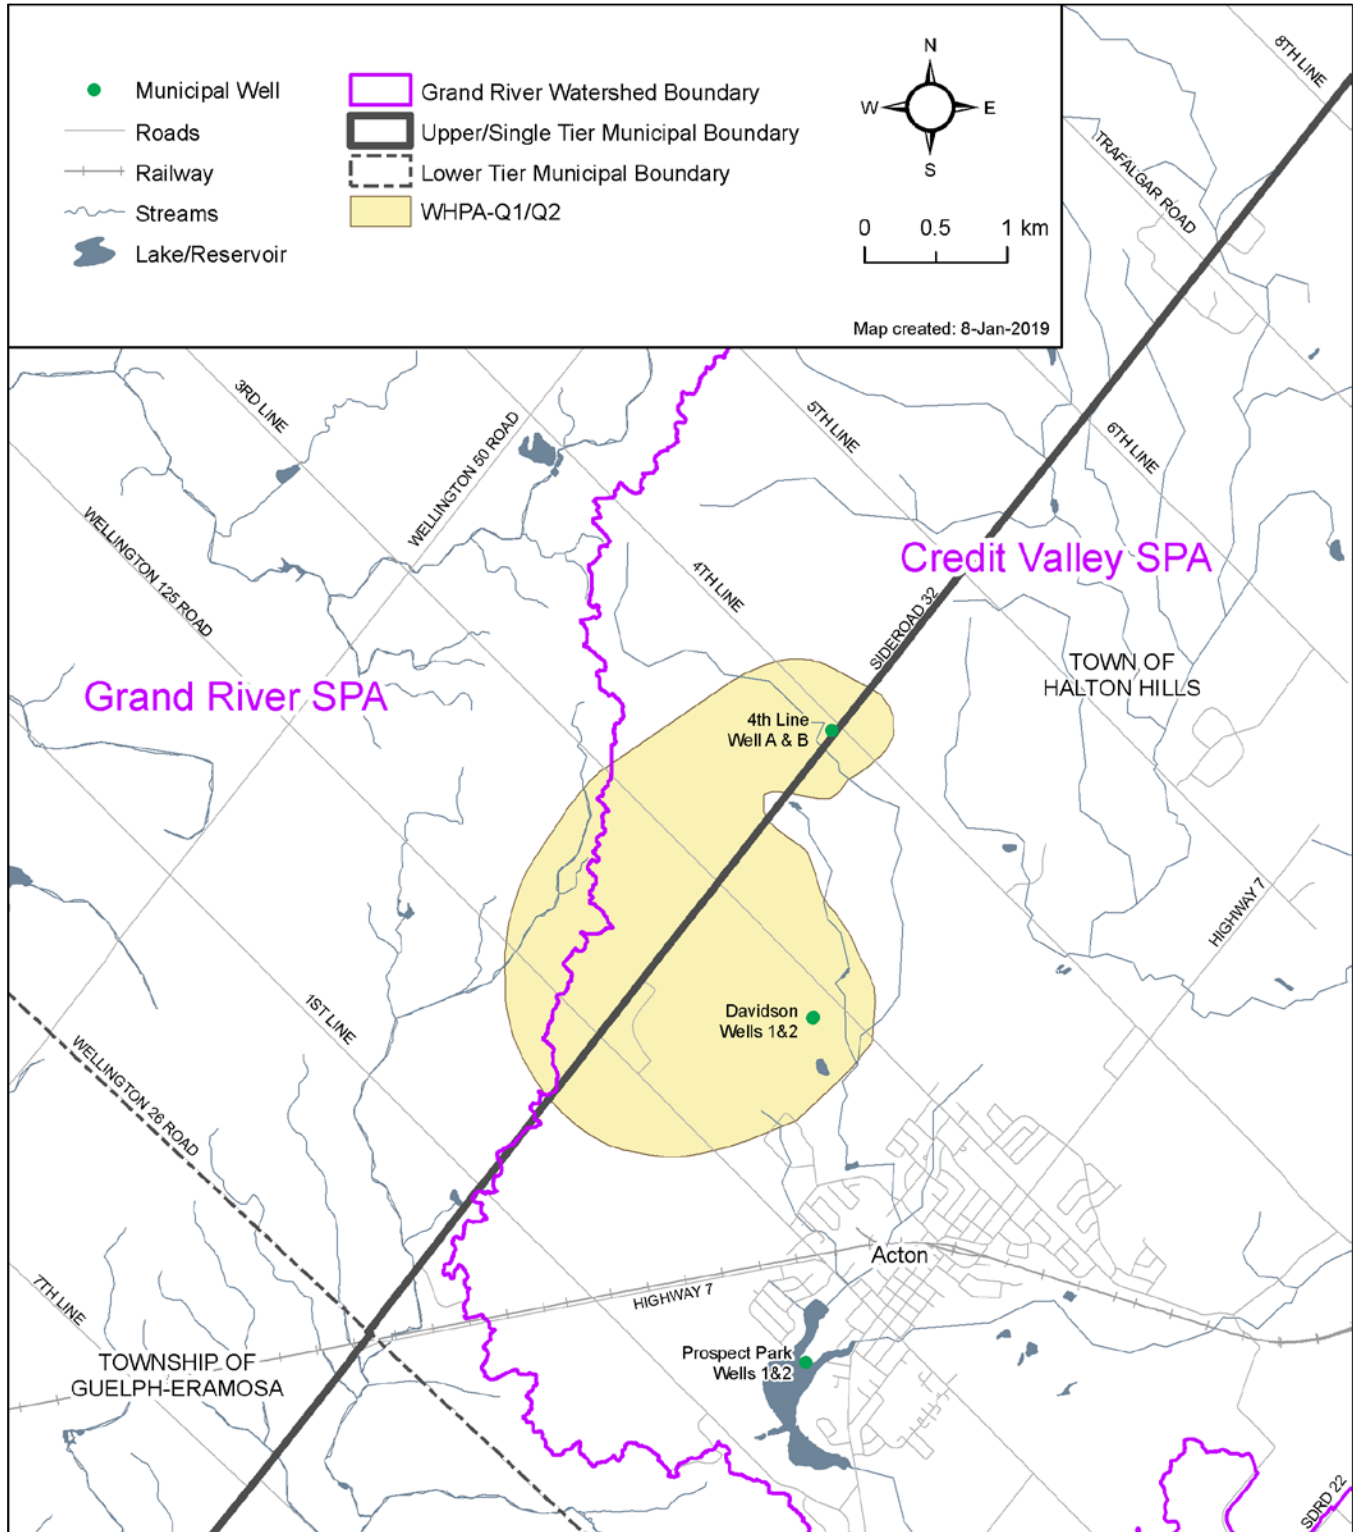 Municipal Well
Roads
Railway
Streams
Lake/Reservoir
Grand River Watershed Boundary
Upper/Single Tier Municipal Boundary
Lower Tier Municipal Boundary
WHPA-Q1/Q2
N
W
E
S
0 0.5 1 km
Map created: 8-Jan-2019
8TH LINE
TRAFALGAR ROAD
3RD LINE
WELLINGTON 50 ROAD
5TH LINE
6TH LINE
WELLINGTON 125 ROAD
4TH LINE
Credit Valley SPA
SIDEROAD 32
TOWN OF
HALTON HILLS
Grand River SPA
4th Line
Well A & B
HIGHWAY 7
1ST LINE
Davidson
Wells 1&2
WELLINGTON 26 ROAD
7TH LINE
Acton
HIGHWAY 7
TOWNSHIP OF
GUELPH-ERAMOSA
Prospect Park
Wells 1&2
SDRD 22